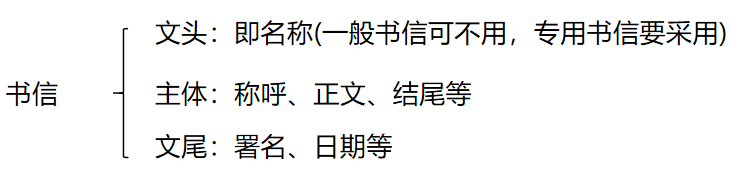 文头：即名称(一般书信可不用，专用书信要采用)
书信
主体：称呼、正文、结尾等
文尾：署名、日期等